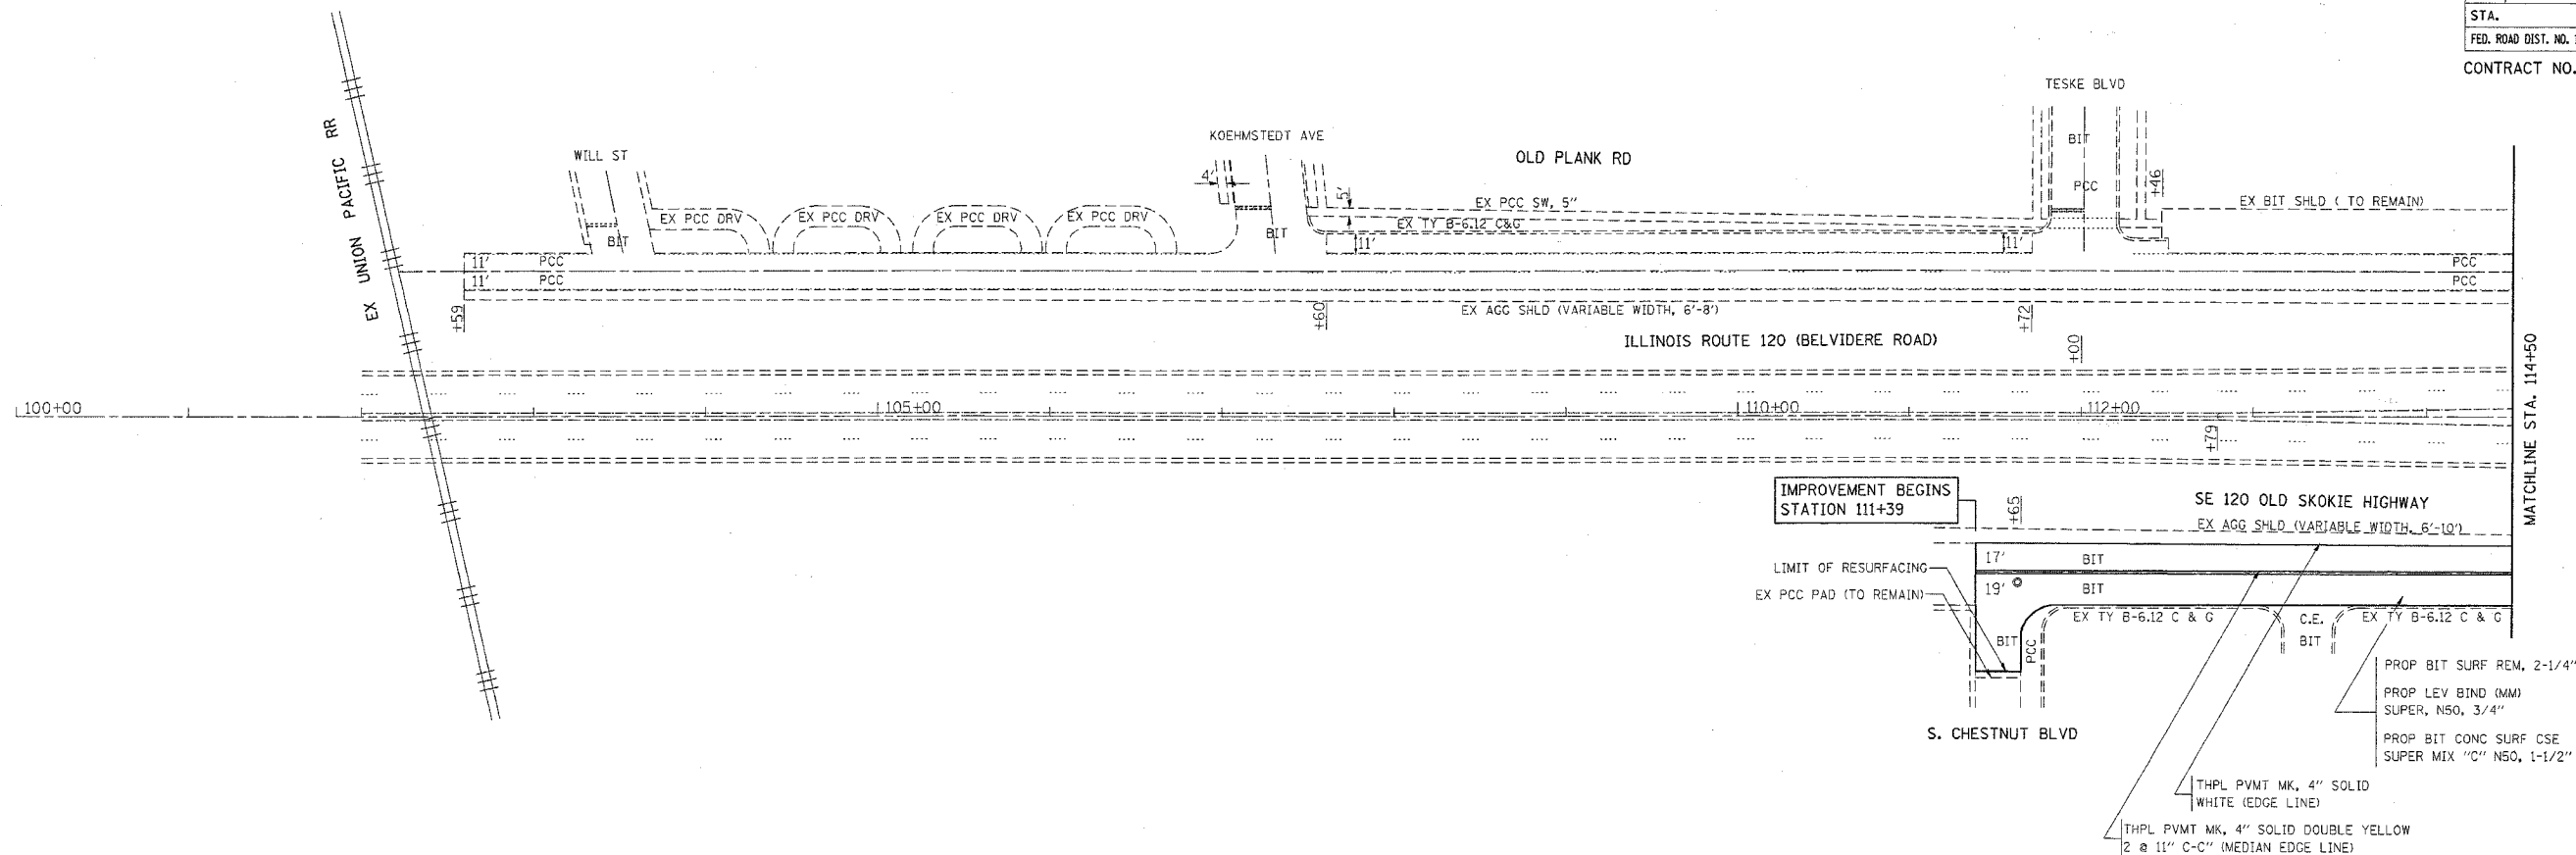 STA.
FED. ROAD DIST. NO.
CONTRACT NO.
TESKE BLVD
KOEHMSTEDT AVE
WILL ST
OLD PLANK RD
EX UNION PACIFIC RR
4'
5'
BIT
PCC
+46
EX PCC SW, 5"
EX BIT SHLD ( TO REMAIN)
EX PCC DRV
EX PCC DRV
EX PCC DRV
EX PCC DRV
EX TY B-6.12 C&G
BIT
BIT
11'
11'
11'
PCC
PCC
11'
PCC
PCC
+59
+60
EX AGG SHLD (VARIABLE WIDTH, 6'-8')
+72
ILLINOIS ROUTE 120 (BELVIDERE ROAD)
+00
MATCHLINE STA. 114+50
100+00
105+00
110+00
112+00
+79
IMPROVEMENT BEGINS
STATION 111+39
+65
SE 120 OLD SKOKIE HIGHWAY
EX AGG SHLD (VARIABLE WIDTH, 6'-10')
17'
BIT
LIMIT OF RESURFACING
19'
BIT
EX PCC PAD (TO REMAIN)
EX TY B-6.12 C & G
C.E.
EX TY B-6.12 C & G
BIT
PCC
BIT
PROP BIT SURF REM, 2-1/4"
PROP LEV BIND (MM)
SUPER, N50, 3/4"
PROP BIT CONC SURF CSE
SUPER MIX "C" N50, 1-1/2"
S. CHESTNUT BLVD
THPL PVMT MK, 4" SOLID
WHITE (EDGE LINE)
THPL PVMT MK, 4" SOLID DOUBLE YELLOW
2 @ 11" C-C" (MEDIAN EDGE LINE)